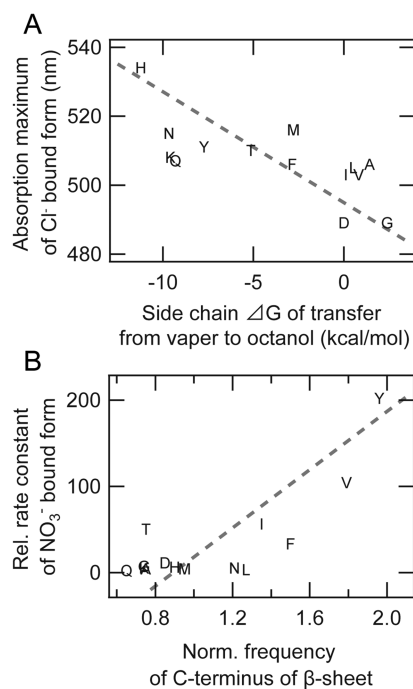 A
Absorption maximum
of Cl⁻ bound form (nm)
540
520
500
480
H
N
K
Q
Y
T
M
F
I
L
V
A
D
G
-10
-5
0
Side chain ⊿G of transfer
from vaper to octanol (kcal/mol)
B
Rel. rate constant
of NO₃⁻ bound form
200
100
0
Y
V
T
I
F
Q
A
D
H
M
N
L
0.8
1.2
1.6
2.0
Norm. frequency
of C-terminus of β-sheet